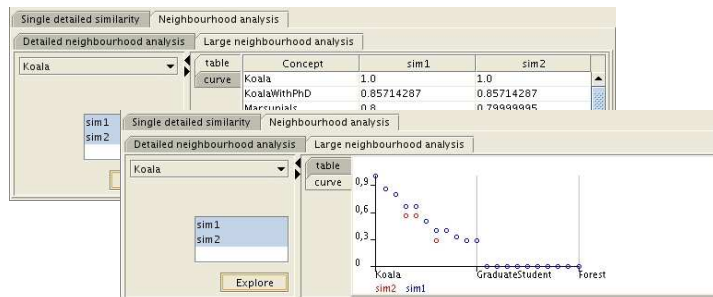 Single detailed similarity Neighbourhood analysis
Detailed neighbourhood analysis Large neighbourhood analysis
Koala
table
curve
Concept sim1 sim2
Koala 1.0 1.0
KoalaWithPhD 0.85714287 0.85714287
Marsupials 0.8 0.79999995
sim1
sim2
Single detailed similarity Neighbourhood analysis
Detailed neighbourhood analysis Large neighbourhood analysis
Koala
table
curve
sim1
sim2
Explore
0,9
0,6
0,3
0
Koala GraduateStudent Forest
sim2 sim1